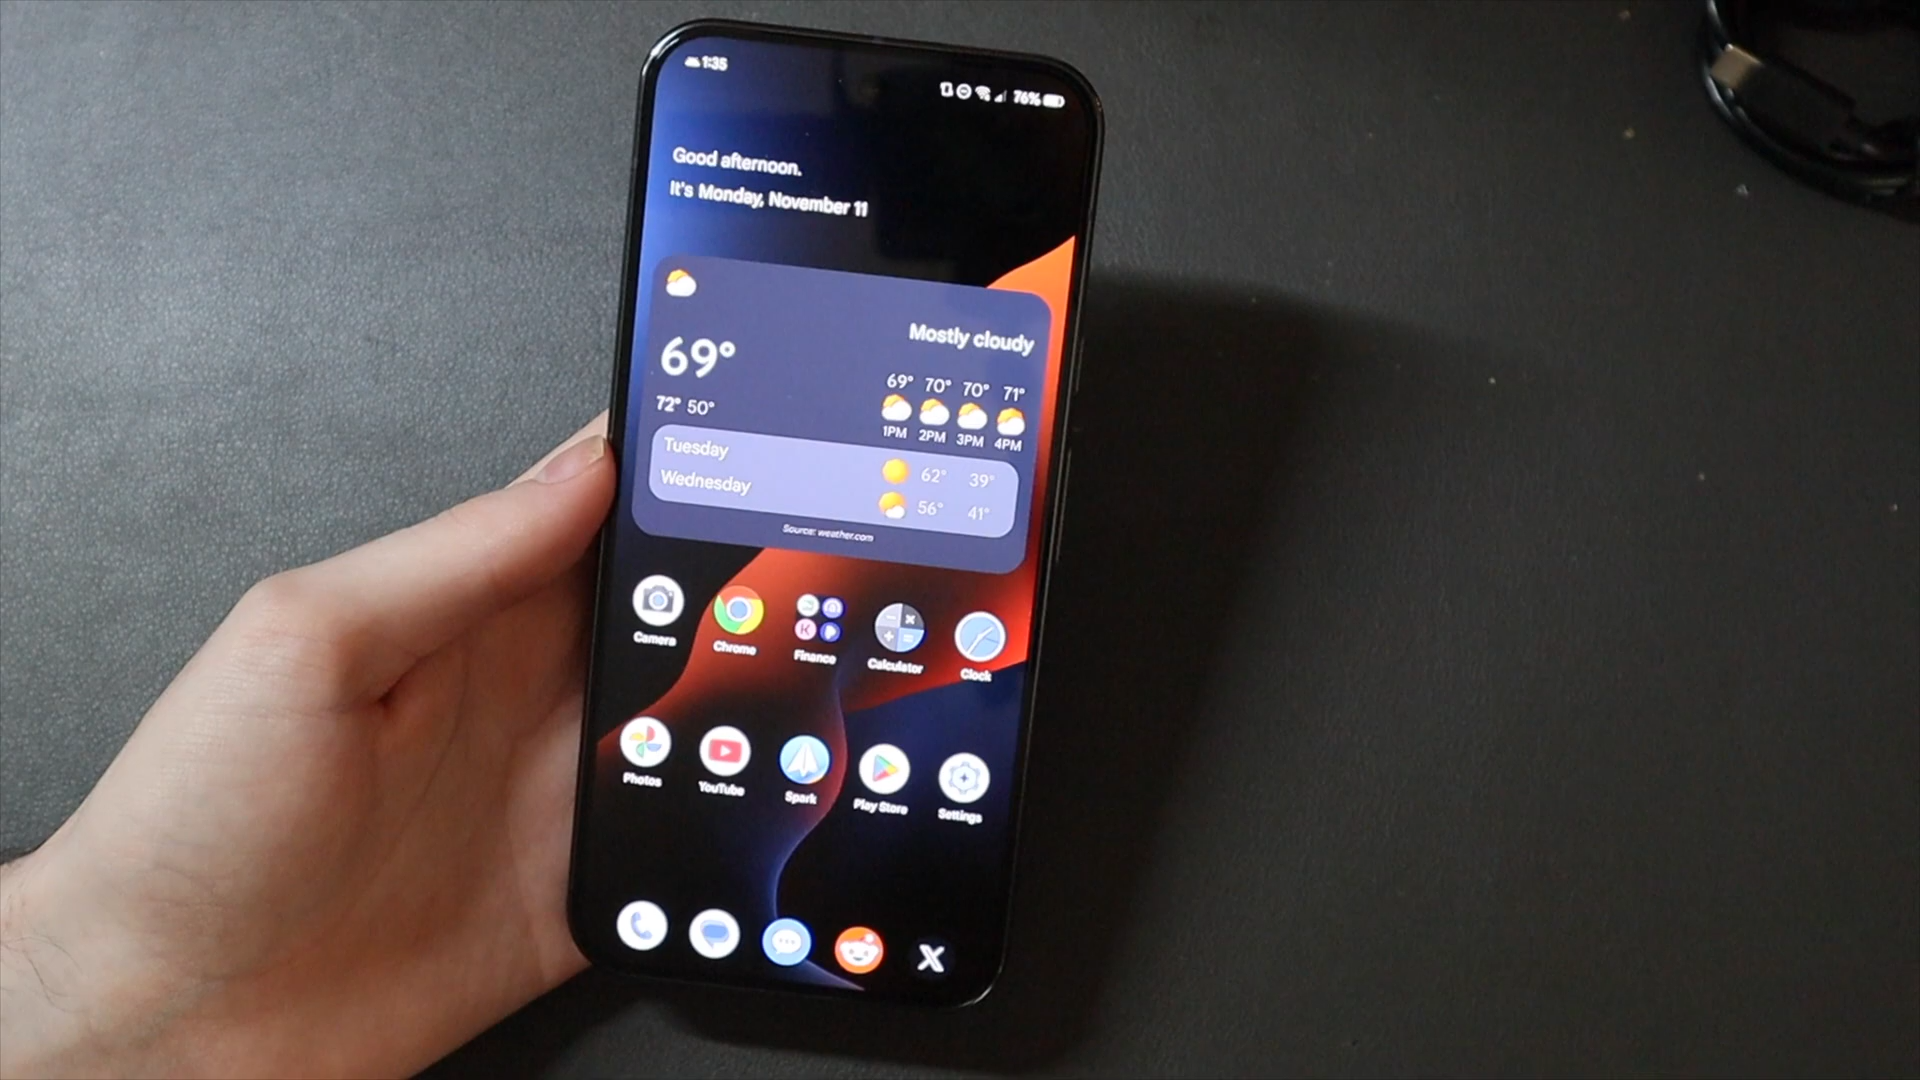 1:35
76%
Good afternoon.
It's Monday, November 11
Mostly cloudy
69°
72° 50°
69° 70° 70° 71°
1PM 2PM 3PM 4PM
Tuesday 62° 39°
Wednesday 56° 41°
Source: weather.com
Camera Chrome Finance Calculator Clock
Photos YouTube Spark Play Store Settings